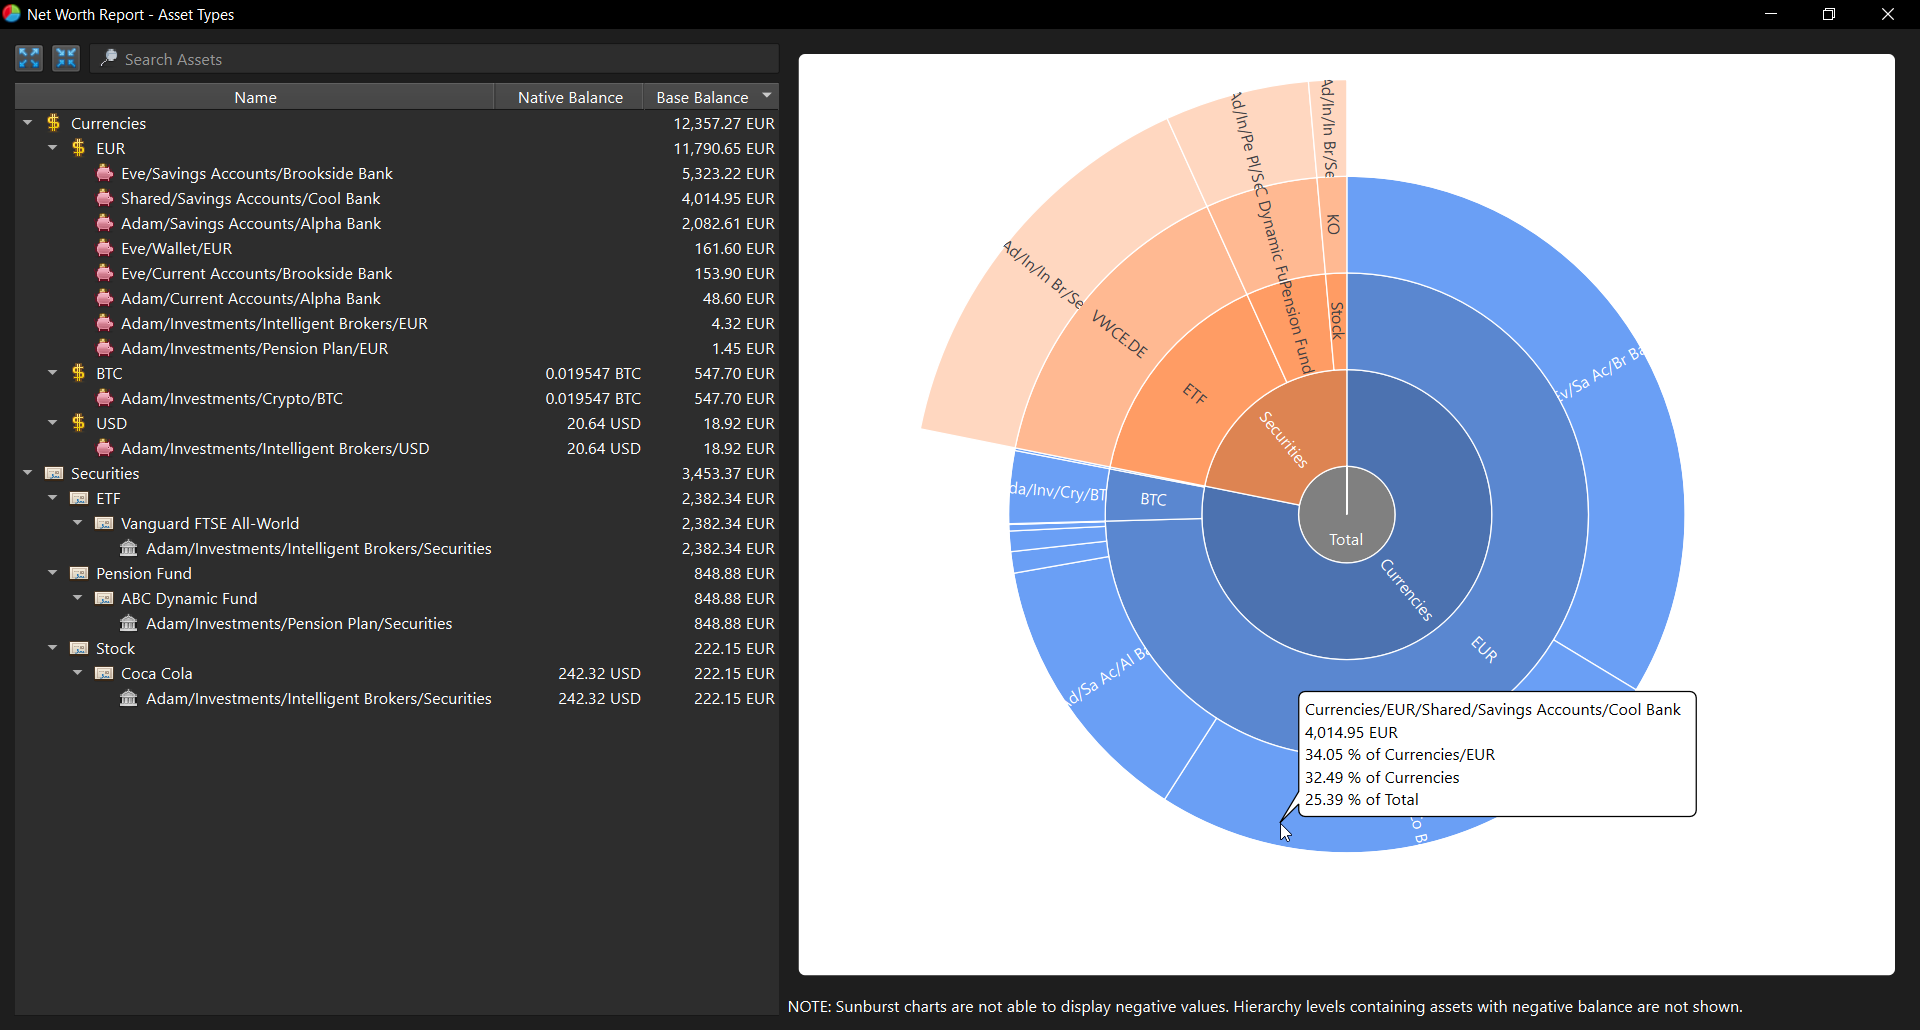 Net Worth Report - Asset Types
Search Assets
Name Native Balance Base Balance
Currencies 12,357.27 EUR
EUR 11,790.65 EUR
Eve/Savings Accounts/Brookside Bank 5,323.22 EUR
Shared/Savings Accounts/Cool Bank 4,014.95 EUR
Adam/Savings Accounts/Alpha Bank 2,082.61 EUR
Eve/Wallet/EUR 161.60 EUR
Eve/Current Accounts/Brookside Bank 153.90 EUR
Adam/Current Accounts/Alpha Bank 48.60 EUR
Adam/Investments/Intelligent Brokers/EUR 4.32 EUR
Adam/Investments/Pension Plan/EUR 1.45 EUR
BTC 0.019547 BTC 547.70 EUR
Adam/Investments/Crypto/BTC 0.019547 BTC 547.70 EUR
USD 20.64 USD 18.92 EUR
Adam/Investments/Intelligent Brokers/USD 20.64 USD 18.92 EUR
Securities 3,453.37 EUR
ETF 2,382.34 EUR
Vanguard FTSE All-World 2,382.34 EUR
Adam/Investments/Intelligent Brokers/Securities 2,382.34 EUR
Pension Fund 848.88 EUR
ABC Dynamic Fund 848.88 EUR
Adam/Investments/Pension Plan/Securities 848.88 EUR
Stock 222.15 EUR
Coca Cola 242.32 USD 222.15 EUR
Adam/Investments/Intelligent Brokers/Securities 242.32 USD 222.15 EUR
Ad/In/In Br/Se
Ad/In/Pe Pl/Se
Ad/In/In Br/Se
VWCE.DE
C Dynamic Fu
KO
ETF
Pension Fund
Stock
Securities
Total
Currencies
EUR
BTC
da/Inv/Cry/BT
Ev/Sa Ac/Br Ba
Ad/Sa Ac/Al Ba
Co B
Currencies/EUR/Shared/Savings Accounts/Cool Bank
4,014.95 EUR
34.05 % of Currencies/EUR
32.49 % of Currencies
25.39 % of Total
NOTE: Sunburst charts are not able to display negative values. Hierarchy levels containing assets with negative balance are not shown.